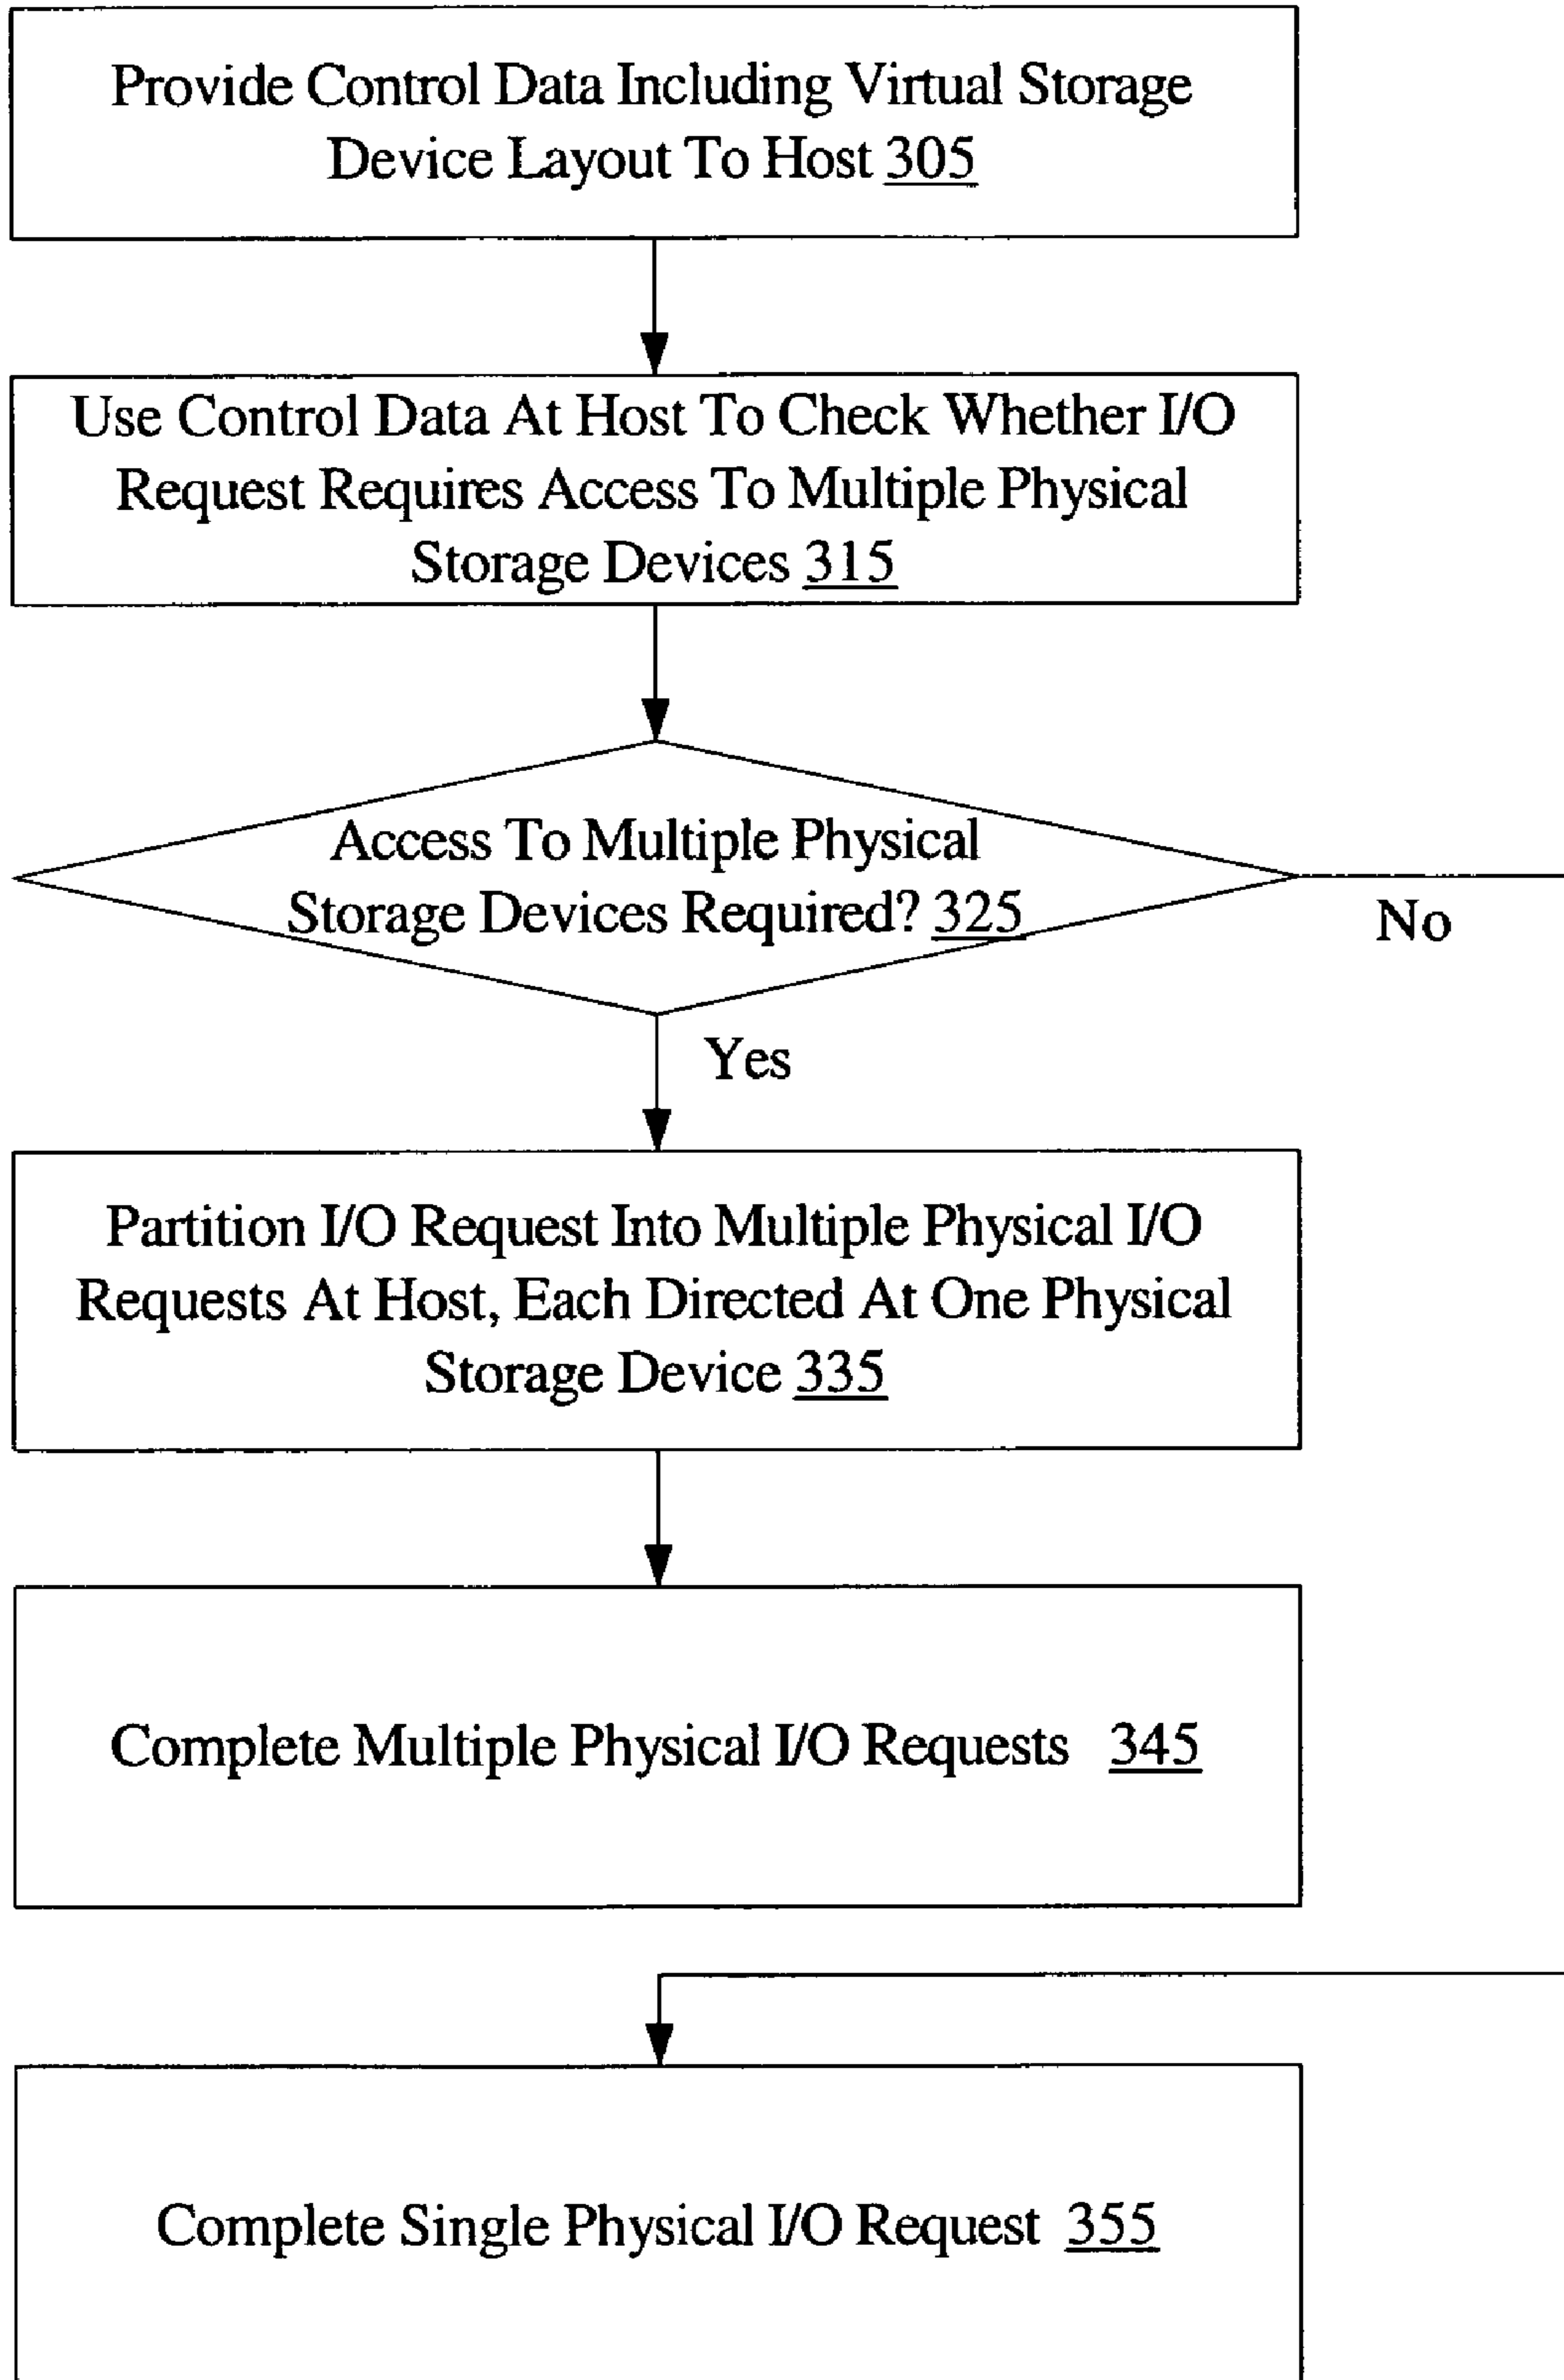 Provide Control Data Including Virtual Storage
Device Layout To Host 305
Use Control Data At Host To Check Whether I/O
Request Requires Access To Multiple Physical
Storage Devices 315
Access To Multiple Physical
Storage Devices Required? 325
No
Yes
Partition I/O Request Into Multiple Physical I/O
Requests At Host, Each Directed At One Physical
Storage Device 335
Complete Multiple Physical I/O Requests 345
Complete Single Physical I/O Request 355